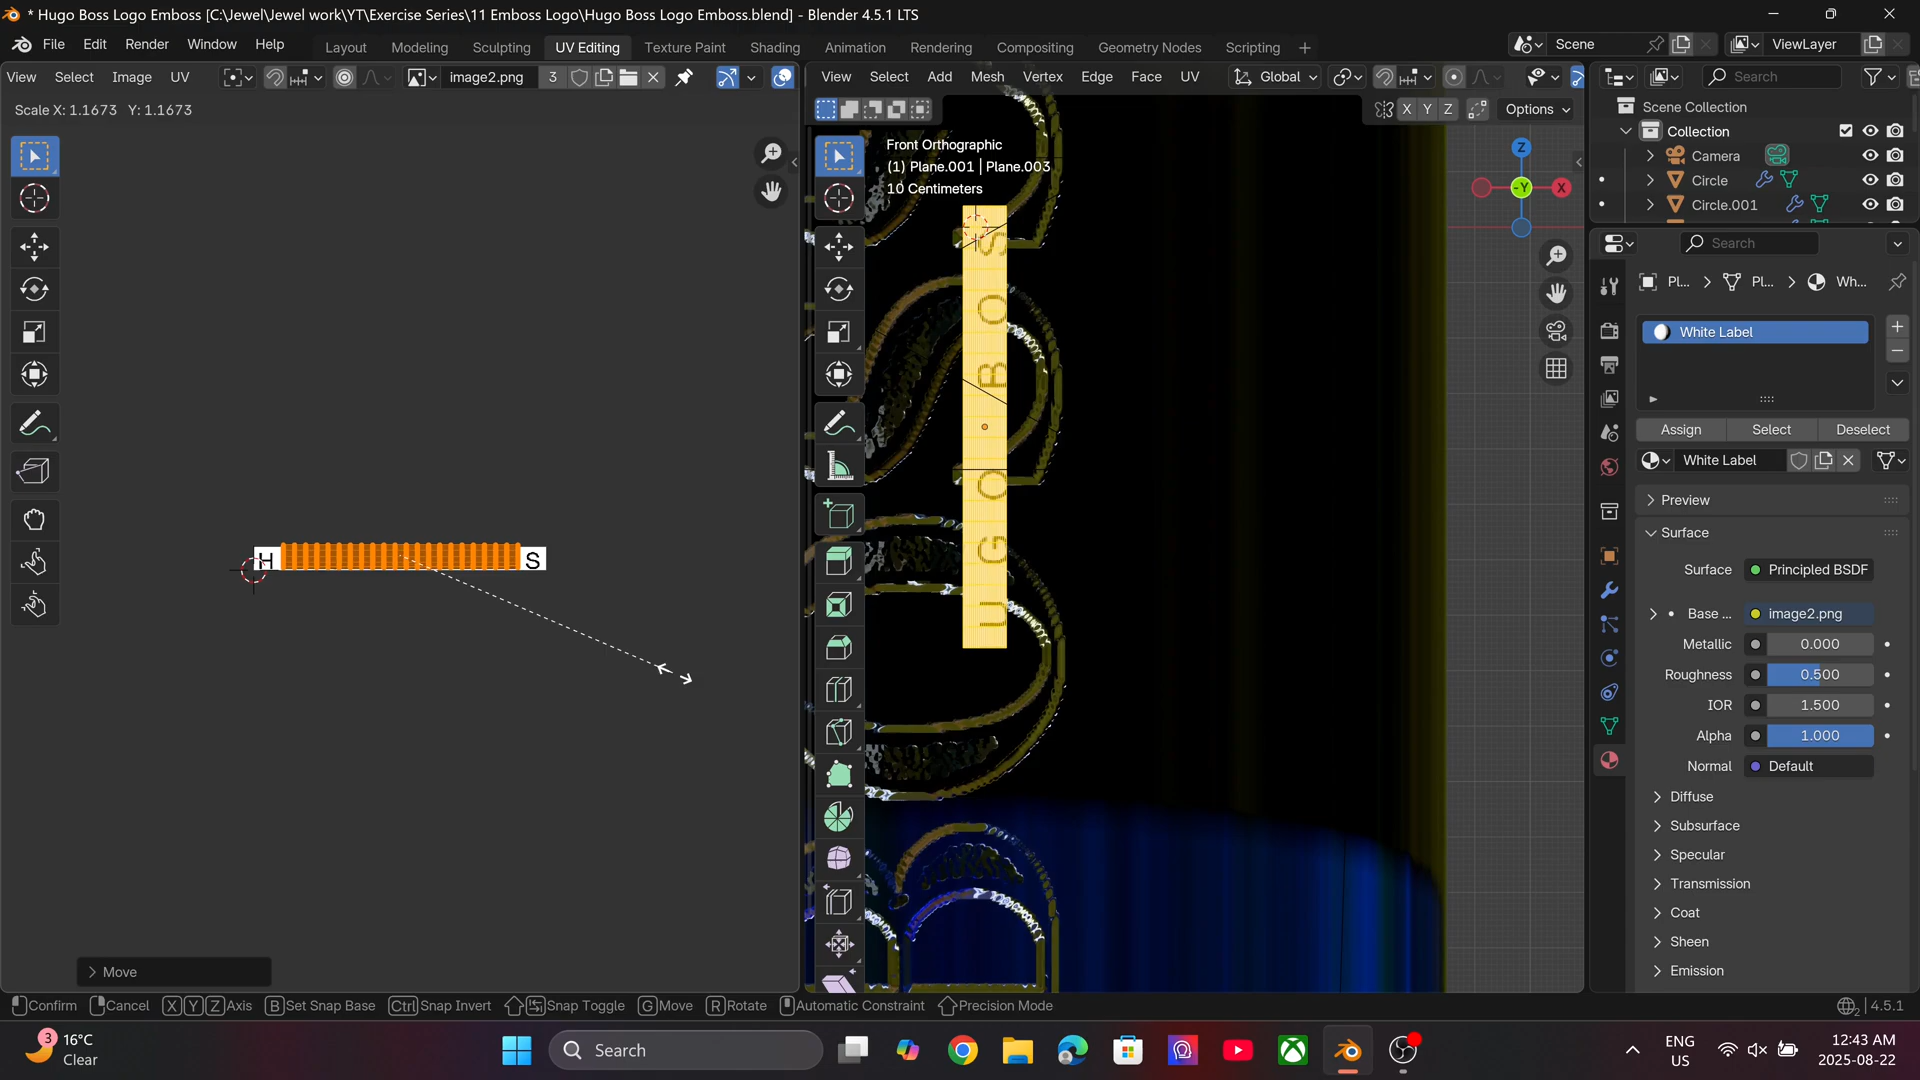 * Hugo Boss Logo Emboss [C:\Jewel\Jewel work\YT\Exercise Series\11 Emboss Logo\Hugo Boss Logo Emboss.blend] - Blender 4.5.1 LTS
File Edit Render Window Help Layout Modeling Sculpting UV Editing Texture Paint Shading Animation Rendering Compositing Geometry Nodes Scripting + Scene ViewLayer
View Select Image UV image2.png 3 View Select Add Mesh Vertex Edge Face UV Global Search
Scale X: 1.1673 Y: 1.1673
X Y Z Options
Scene Collection
Collection
Camera
Circle
Circle.001
Front Orthographic
(1) Plane.001 | Plane.003
10 Centimeters
Z
-Y
X
Search
Pl... Pl... Wh...
White Label
Assign Select Deselect
White Label
Preview
Surface
Surface Principled BSDF
Base ... image2.png
Metallic 0.000
Roughness 0.500
IOR 1.500
Alpha 1.000
Normal Default
Diffuse
Subsurface
Specular
Transmission
Coat
Sheen
Emission
H S
UGO BOS
Move
Confirm Cancel X Y Z Axis B Set Snap Base Ctrl Snap Invert Snap Toggle G Move R Rotate Automatic Constraint Precision Mode 2 4.5.1
3 16°C
Clear
Search
ENG
US
12:43 AM
2025-08-22